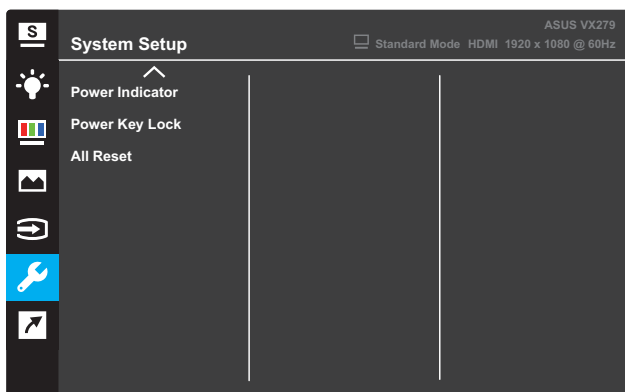 S
ASUS VX279
System Setup
Standard Mode HDMI 1920 x 1080 @ 60Hz
Power Indicator
Power Key Lock
All Reset